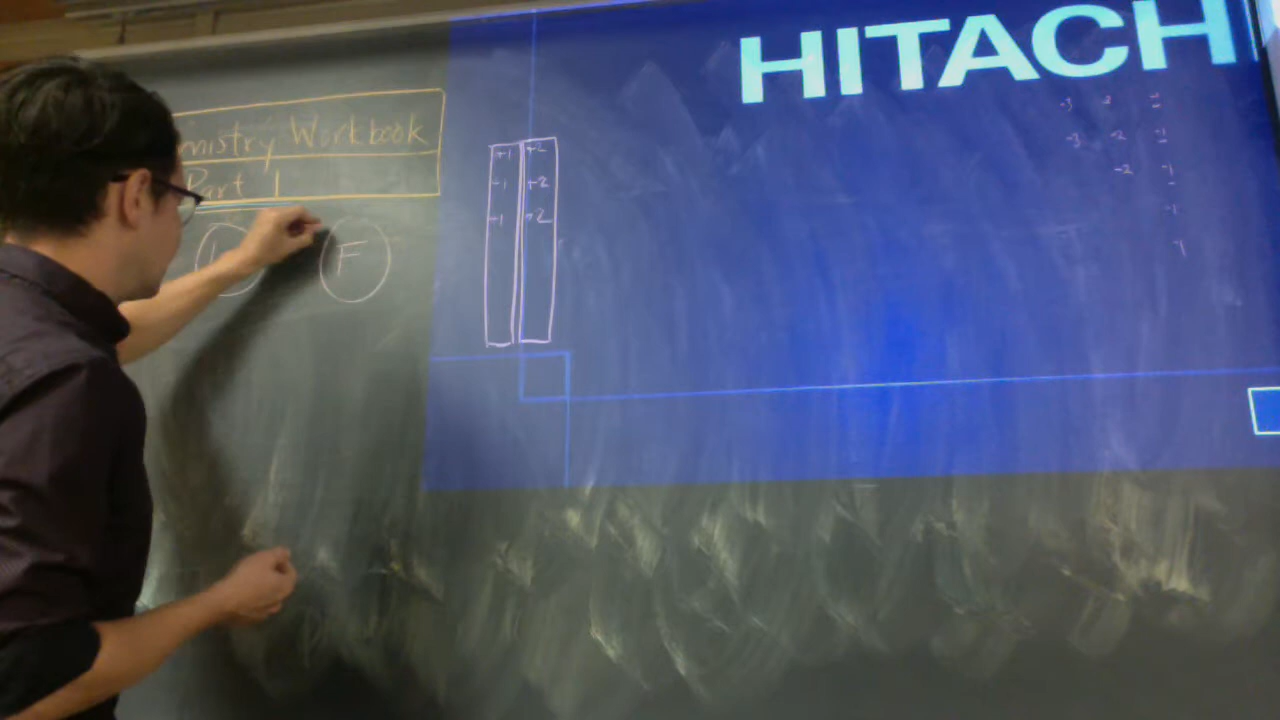 HITACH
mistry Workbook
Part 1
L F
+1 +2
+1 +2
-1 +2
-3 -2 -1
-3 -2 -1
-2 -1
-1